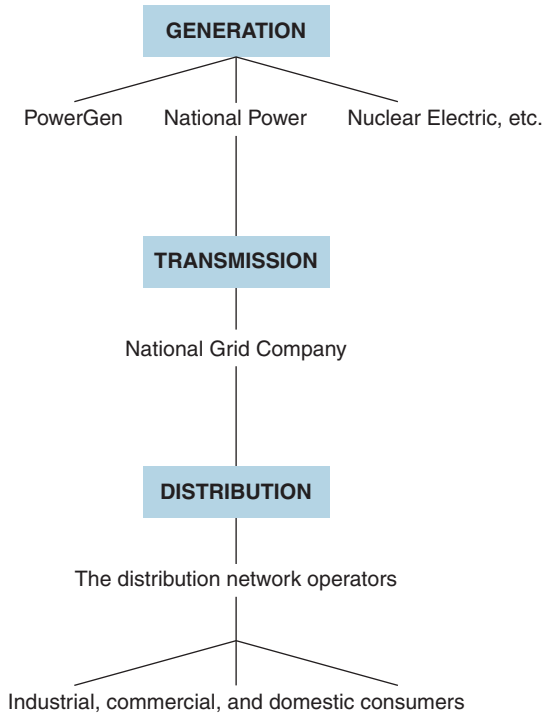 GENERATION
PowerGen National Power Nuclear Electric, etc.
TRANSMISSION
National Grid Company
DISTRIBUTION
The distribution network operators
Industrial, commercial, and domestic consumers